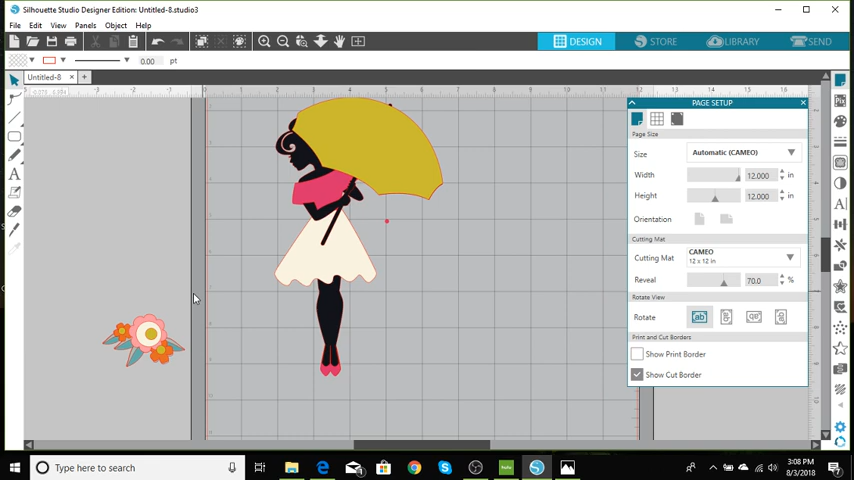 Silhouette Studio Designer Edition: Untitled-8.studio3
File Edit View Panels Object Help
DESIGN STORE LIBRARY SEND
0.00 pt
Untitled-8 × +
PAGE SETUP
Page Size
Size Automatic (CAMEO)
Width 12.000 in
Height 12.000 in
Orientation
Cutting Mat
Cutting Mat CAMEO
12 x 12 in
Reveal 70.0 %
Rotate View
Rotate
Print and Cut Borders
Show Print Border
Show Cut Border
Type here to search
3:08 PM
8/3/2018